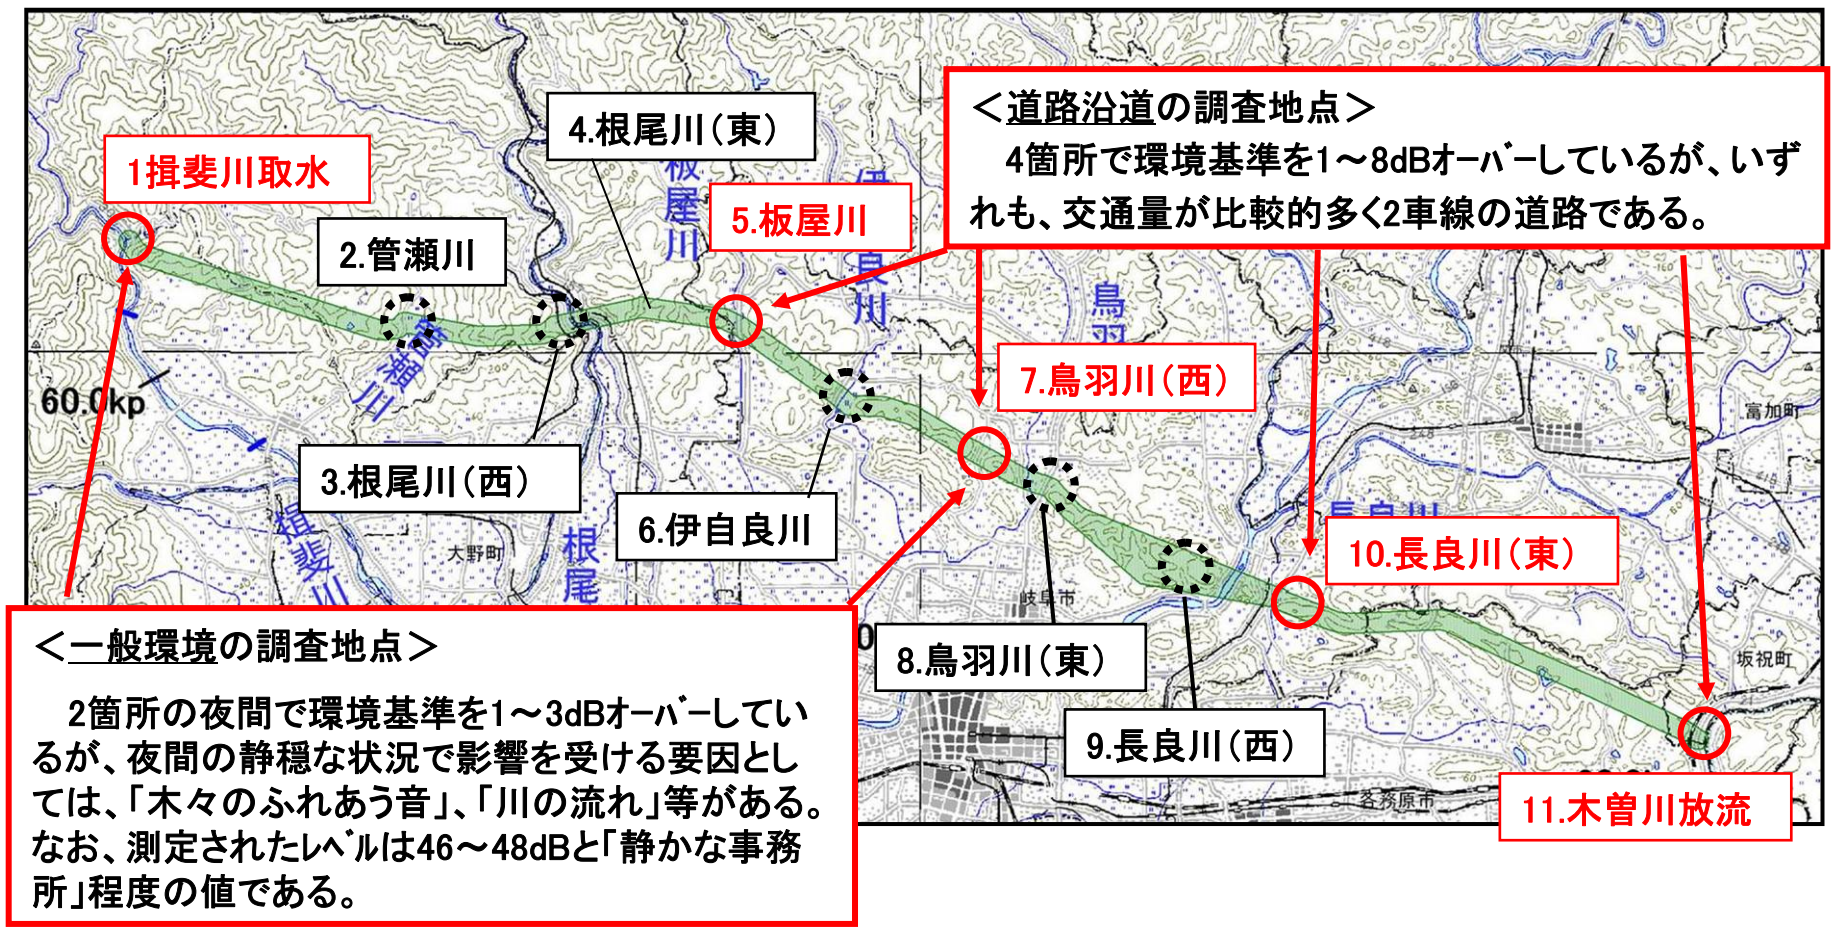 ＜道路沿道の調査地点＞
4箇所で環境基準を1～8dBｵｰﾊﾞｰしているが、いず
れも、交通量が比較的多く2車線の道路である。
4.根尾川（東）
1揖斐川取水
板屋川
5.板屋川
2.管瀬川
伊
良川
鳥羽
管瀬川
7.鳥羽川（西）
60.0kp
富加町
3.根尾川（西）
6.伊自良川
長良川
10.長良川（東）
揖斐川
大野町
根尾
岐阜市
8.鳥羽川（東）
坂祝町
9.長良川（西）
各務原市
11.木曽川放流
＜一般環境の調査地点＞
2箇所の夜間で環境基準を1～3dBｵｰﾊﾞｰしてい
るが、夜間の静穏な状況で影響を受ける要因とし
ては、「木々のふれあう音」、「川の流れ」等がある。
なお、測定されたﾚﾍﾞﾙは46～48dBと「静かな事務
所」程度の値である。